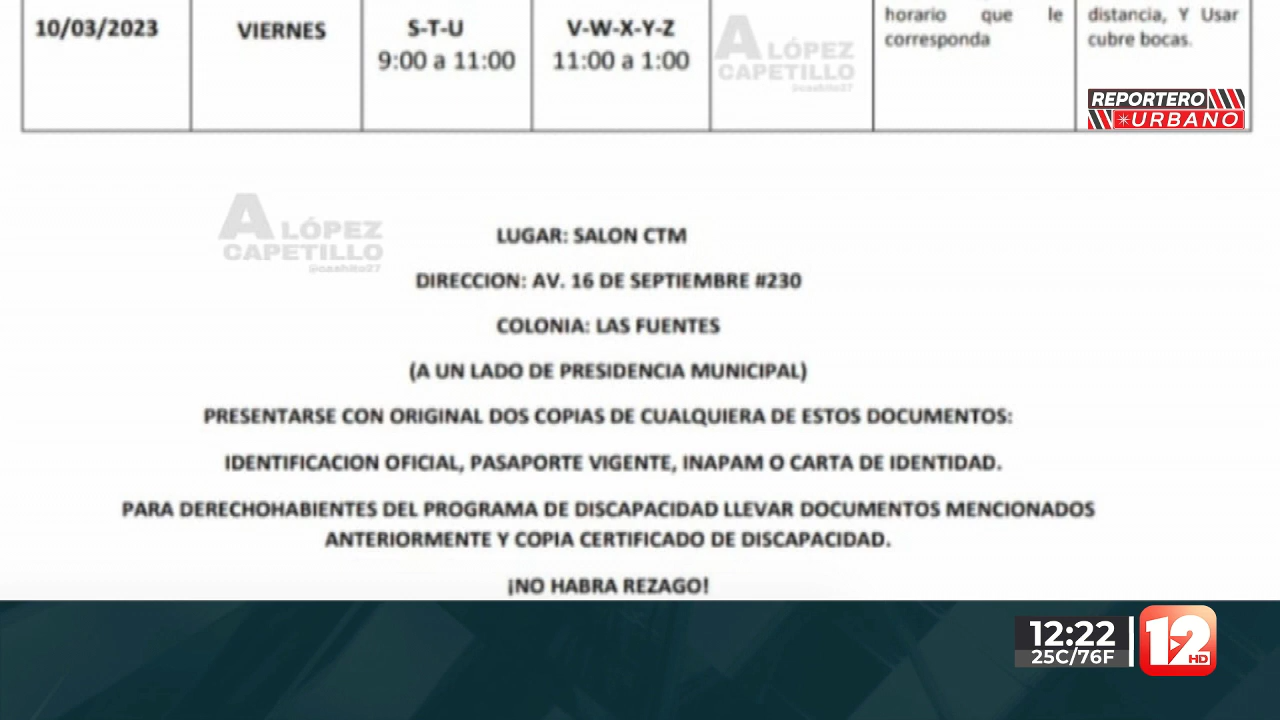 horario que le
distancia, Y Usar
10/03/2023 VIERNES S-T-U V-W-X-Y-Z
corresponda
cubre bocas.
9:00 a 11:00 11:00 a 1:00
A LÓPEZ
CAPETILLO
@cashito27
REPORTERO
URBANO
A LÓPEZ
CAPETILLO
@cashito27
LUGAR: SALON CTM
DIRECCION: AV. 16 DE SEPTIEMBRE #230
COLONIA: LAS FUENTES
(A UN LADO DE PRESIDENCIA MUNICIPAL)
PRESENTARSE CON ORIGINAL DOS COPIAS DE CUALQUIERA DE ESTOS DOCUMENTOS:
IDENTIFICACION OFICIAL, PASAPORTE VIGENTE, INAPAM O CARTA DE IDENTIDAD.
PARA DERECHOHABIENTES DEL PROGRAMA DE DISCAPACIDAD LLEVAR DOCUMENTOS MENCIONADOS
ANTERIORMENTE Y COPIA CERTIFICADO DE DISCAPACIDAD.
¡NO HABRA REZAGO!
12:22
25C/76F
12
HD